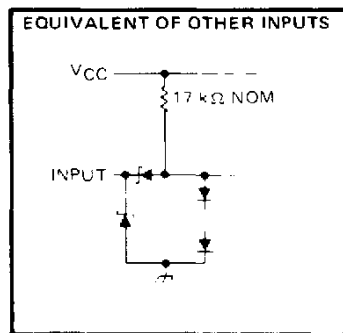 EQUIVALENT OF OTHER INPUTS
VCC
17 kΩ NOM
INPUT